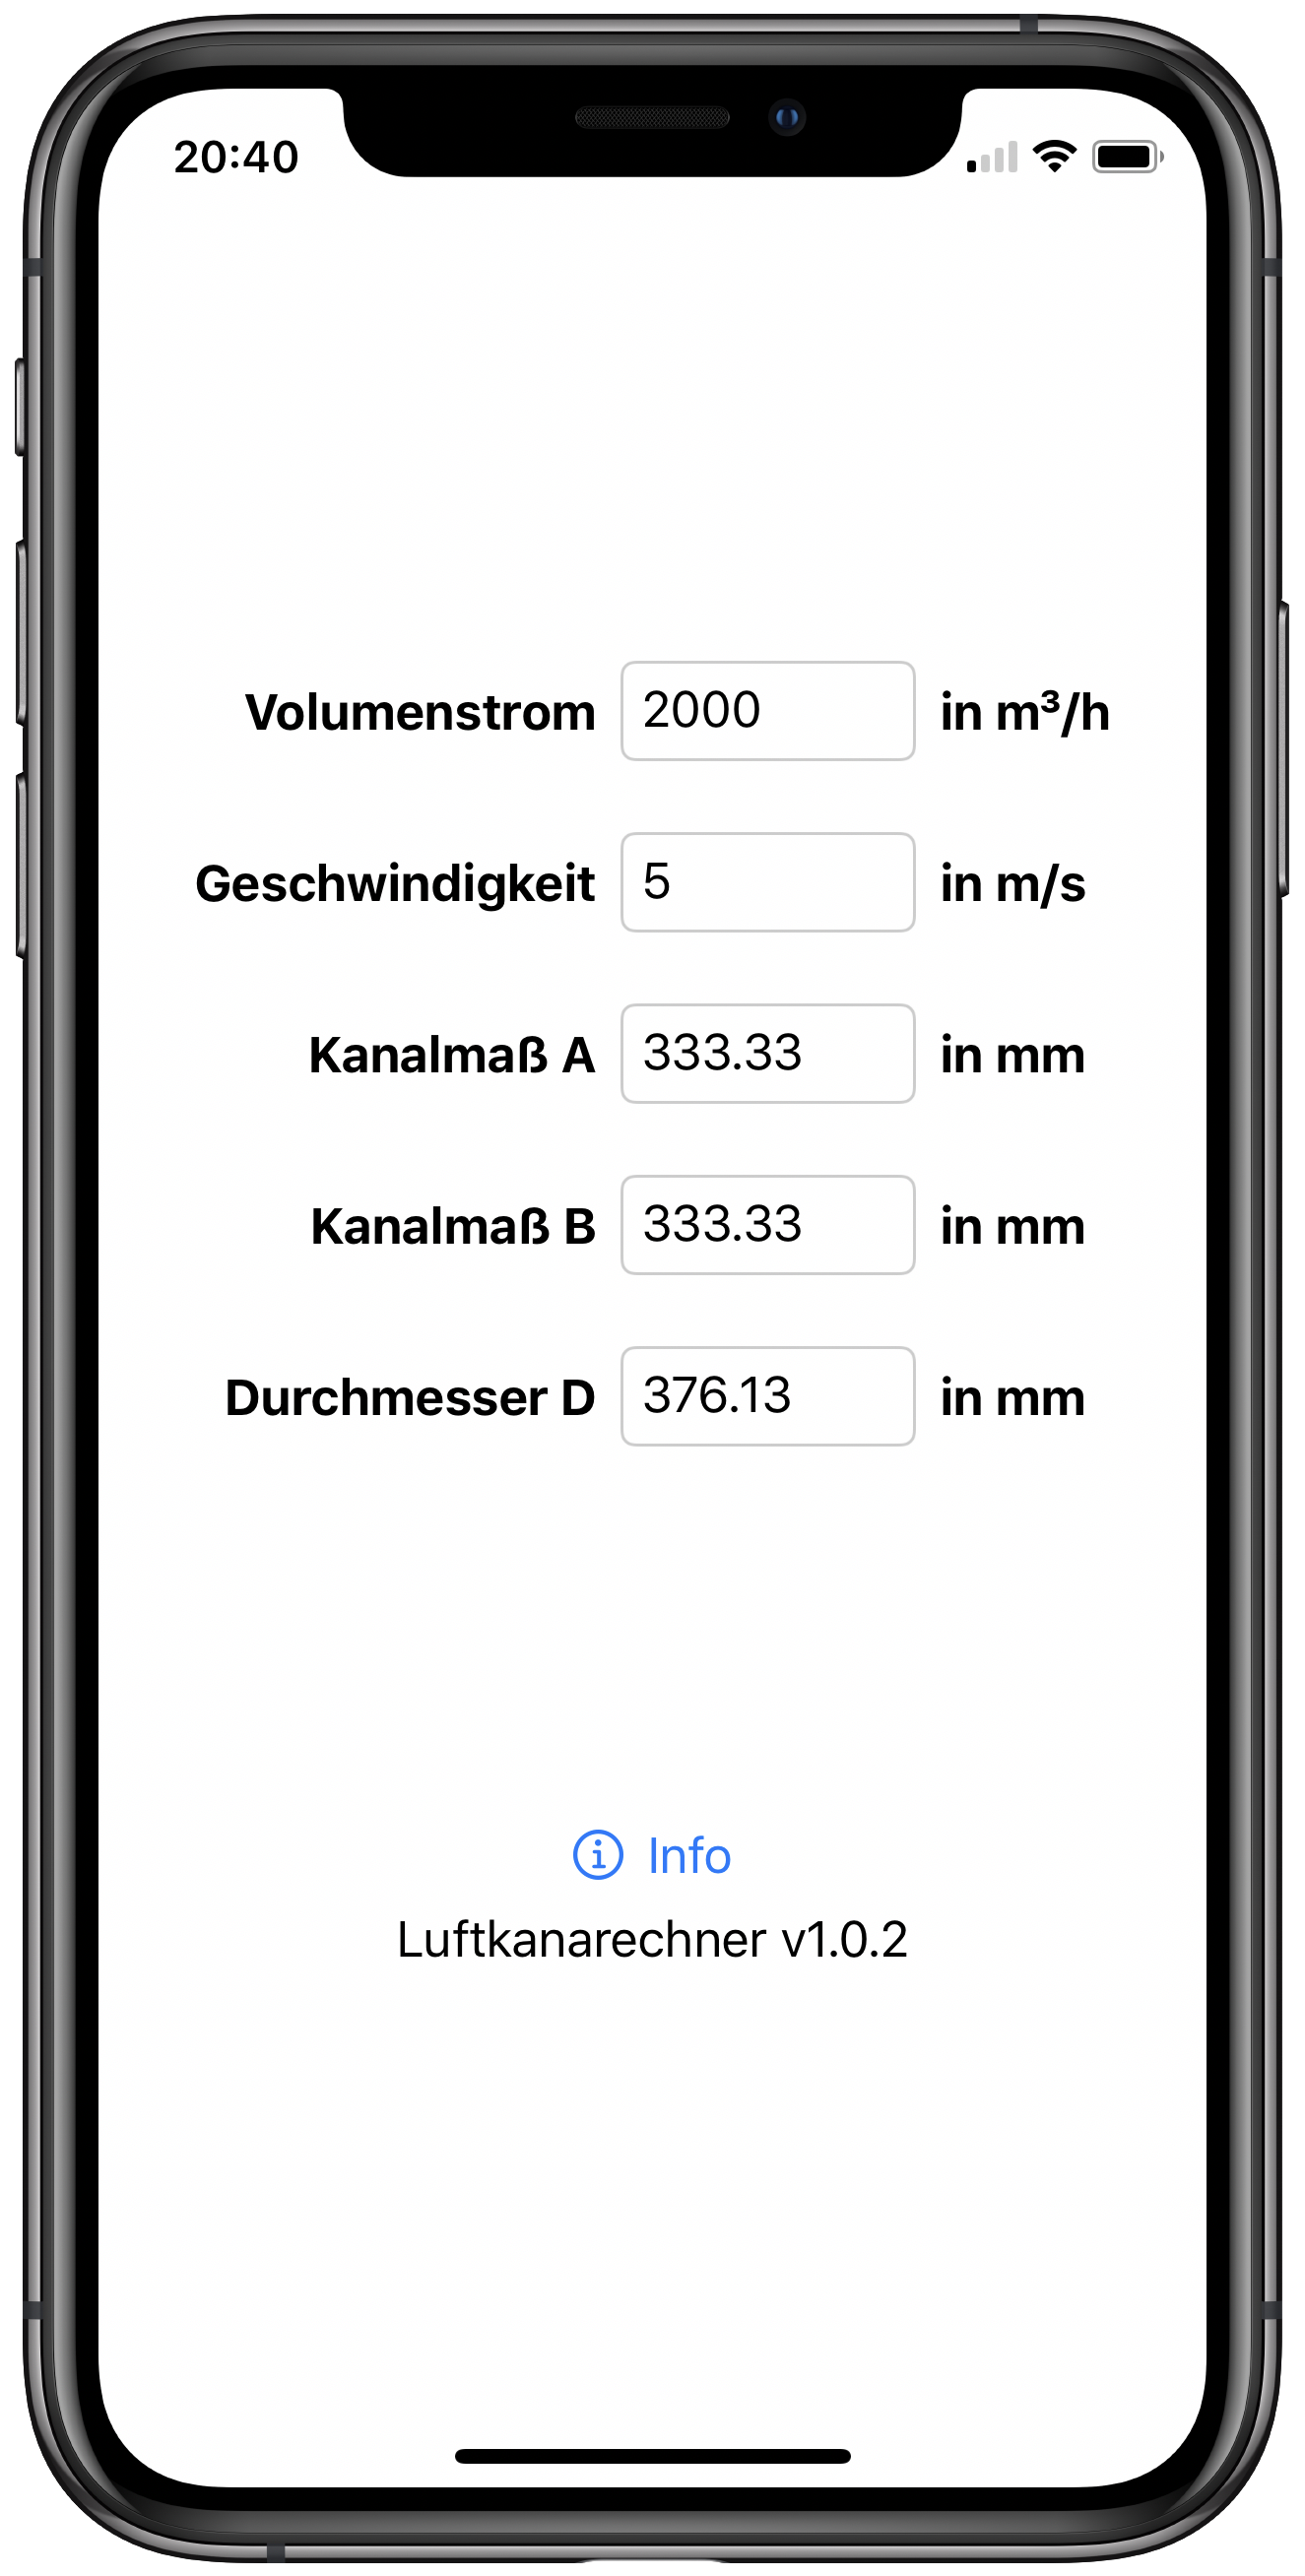 20:40
Volumenstrom 2000 in m³/h
Geschwindigkeit 5 in m/s
Kanalmaß A 333.33 in mm
Kanalmaß B 333.33 in mm
Durchmesser D 376.13 in mm
Info
Luftkanarechner v1.0.2